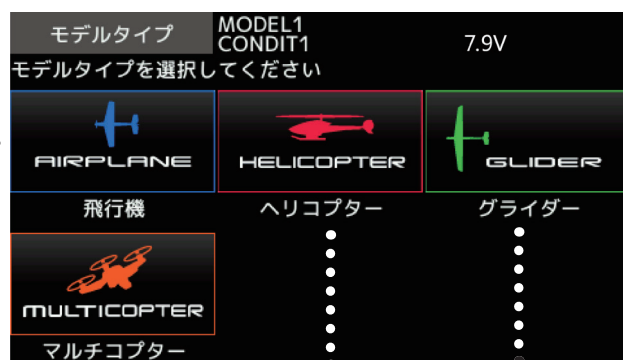 モデルタイプ
MODEL1
CONDIT1
7.9V
モデルタイプを選択してください
AIRPLANE
HELICOPTER
GLIDER
飛行機
ヘリコプター
グライダー
MULTICOPTER
マルチコプター